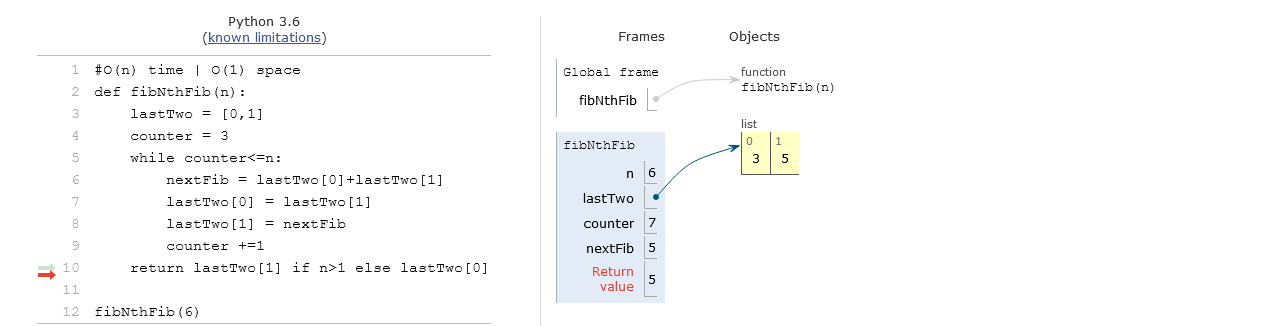 Python 3.6
(known limitations)
1 #O(n) time | O(1) space
2 def fibNthFib(n):
3     lastTwo = [0,1]
4     counter = 3
5     while counter<=n:
6         nextFib = lastTwo[0]+lastTwo[1]
7         lastTwo[0] = lastTwo[1]
8         lastTwo[1] = nextFib
9         counter +=1
10     return lastTwo[1] if n>1 else lastTwo[0]
11
12 fibNthFib(6)
Frames Objects
Global frame
fibNthFib
function
fibNthFib(n)
list
0 1
3 5
fibNthFib
n 6
lastTwo
counter 7
nextFib 5
Return
value 5